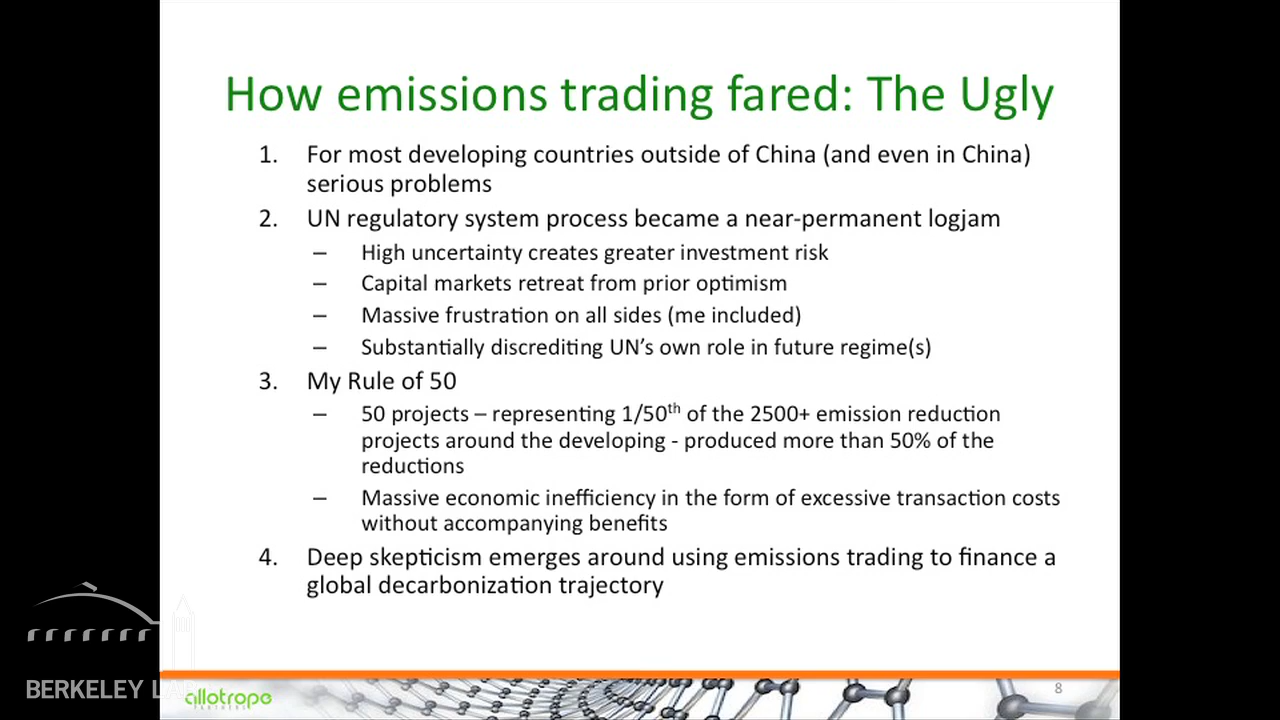 How emissions trading fared: The Ugly
1. For most developing countries outside of China (and even in China)
serious problems
2. UN regulatory system process became a near-permanent logjam
– High uncertainty creates greater investment risk
– Capital markets retreat from prior optimism
– Massive frustration on all sides (me included)
– Substantially discrediting UN’s own role in future regime(s)
3. My Rule of 50
– 50 projects – representing 1/50th of the 2500+ emission reduction
projects around the developing - produced more than 50% of the
reductions
– Massive economic inefficiency in the form of excessive transaction costs
without accompanying benefits
4. Deep skepticism emerges around using emissions trading to finance a
global decarbonization trajectory
BERKELEY LAB
allotrope
PARTNERS
8